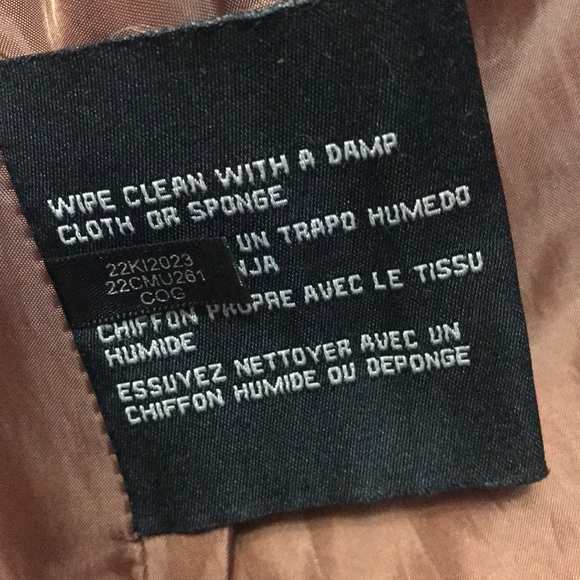 WIPE CLEAN WITH A DAMP
CLOTH OR SPONGE
UN TRAPO HUMEDO
NJA
22KI2023
22CMU261
COG
CHIFFON PROPRE AVEC LE TISSU
HUMIDE
ESSUYEZ NETTOYER AVEC UN
CHIFFON HUMIDE OU DEPONGE